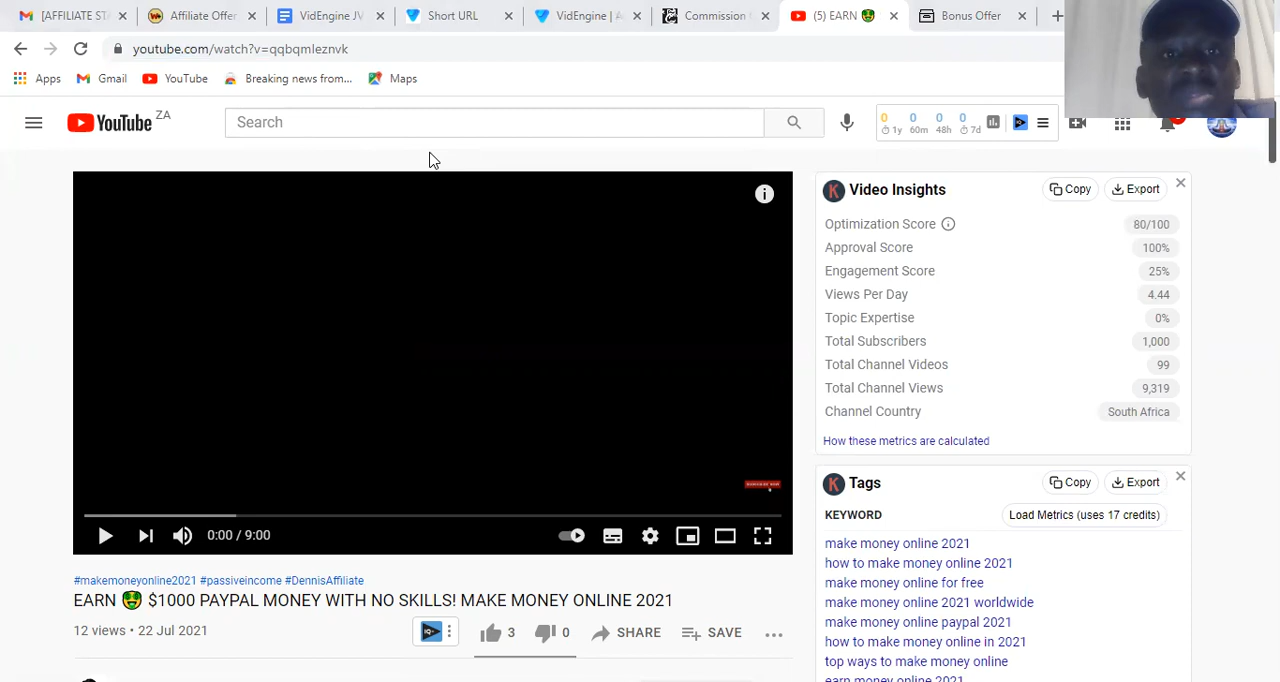 [AFFILIATE ST
Affiliate Offer
VidEngine JV
Short URL
VidEngine | A
Commission
(5) EARN 🤑
Bonus Offer
youtube.com/watch?v=qqbqmleznvk
Apps
Gmail
YouTube
Breaking news from...
Maps
YouTube ZA
Search
0 0 0 0
1y 60m 48h 7d
Video Insights
Copy
Export
Optimization Score 80/100
Approval Score 100%
Engagement Score 25%
Views Per Day 4.44
Topic Expertise 0%
Total Subscribers 1,000
Total Channel Videos 99
Total Channel Views 9,319
Channel Country South Africa
How these metrics are calculated
Tags
Copy
Export
KEYWORD
Load Metrics (uses 17 credits)
make money online 2021
how to make money online 2021
make money online for free
make money online 2021 worldwide
make money online paypal 2021
how to make money online in 2021
top ways to make money online
earn money online 2021
SUBSCRIBE NOW
0:00 / 9:00
#makemoneyonline2021 #passiveincome #DennisAffiliate
EARN 🤑 $1000 PAYPAL MONEY WITH NO SKILLS! MAKE MONEY ONLINE 2021
12 views • 22 Jul 2021
3
0
SHARE
SAVE